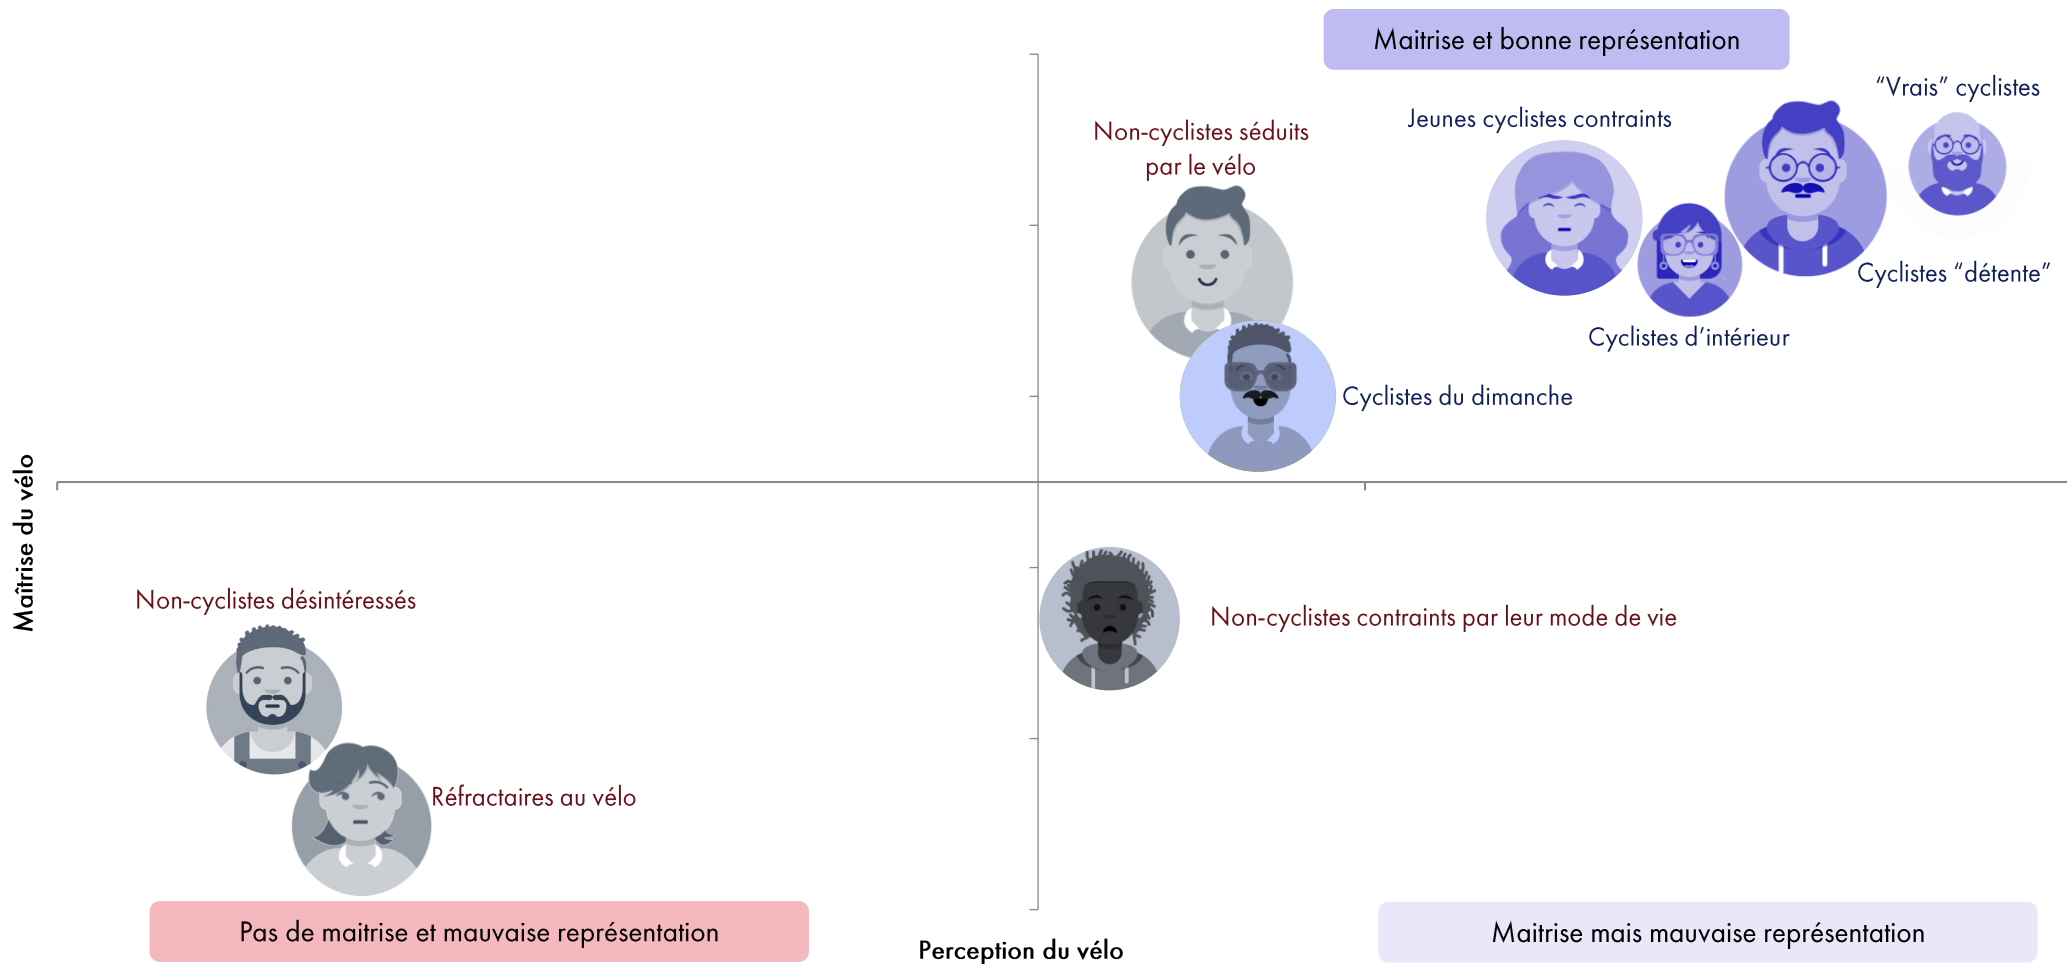 Maitrise et bonne représentation
“Vrais” cyclistes
Jeunes cyclistes contraints
Non-cyclistes séduits
par le vélo
Cyclistes “détente”
Cyclistes d’intérieur
Cyclistes du dimanche
Maîtrise du vélo
Non-cyclistes désintéressés
Non-cyclistes contraints par leur mode de vie
Réfractaires au vélo
Pas de maitrise et mauvaise représentation
Maitrise mais mauvaise représentation
Perception du vélo